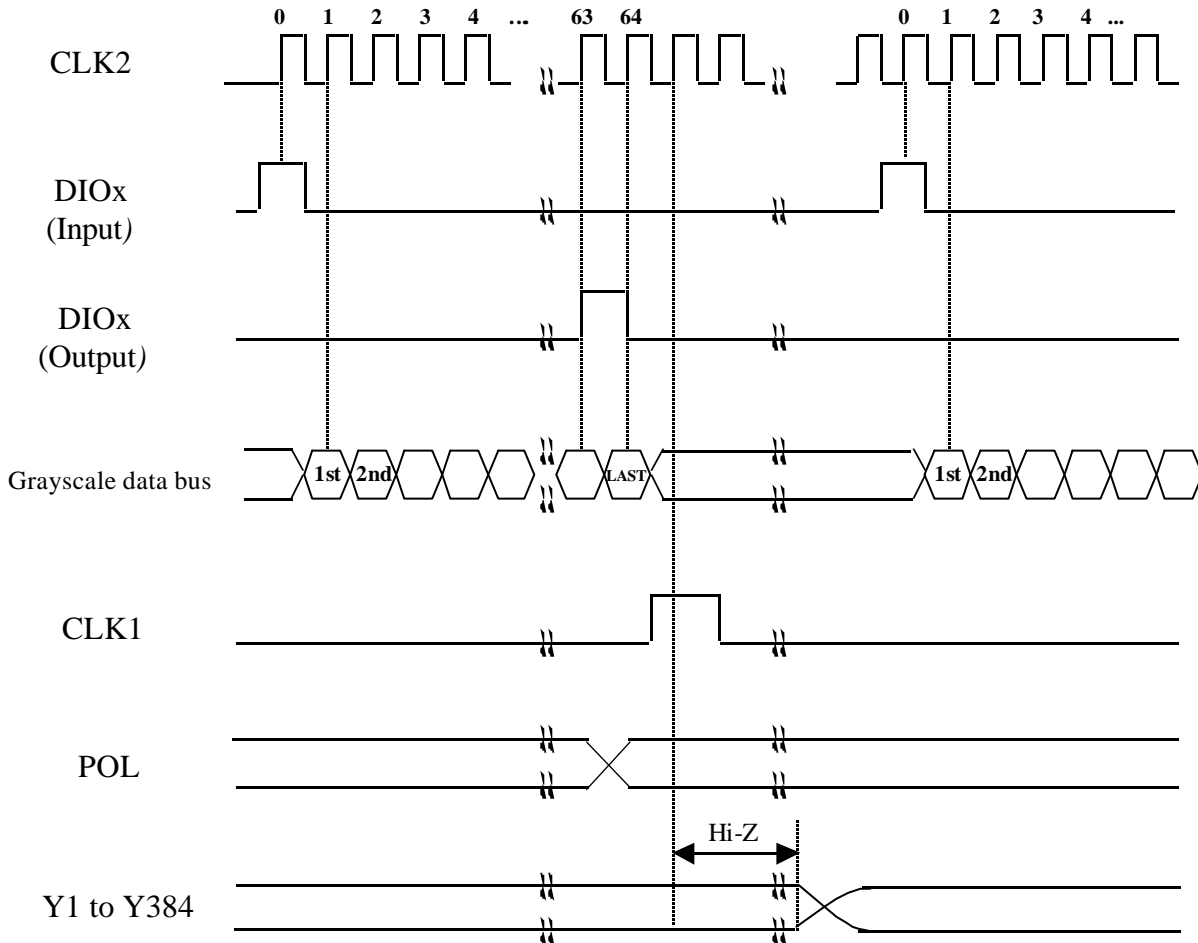 0 1 2 3 4 ... 63 64 0 1 2 3 4 ...
CLK2
DIOx
(Input)
DIOx
(Output)
Grayscale data bus
1st 2nd LAST 1st 2nd
CLK1
POL
Hi-Z
Y1 to Y384